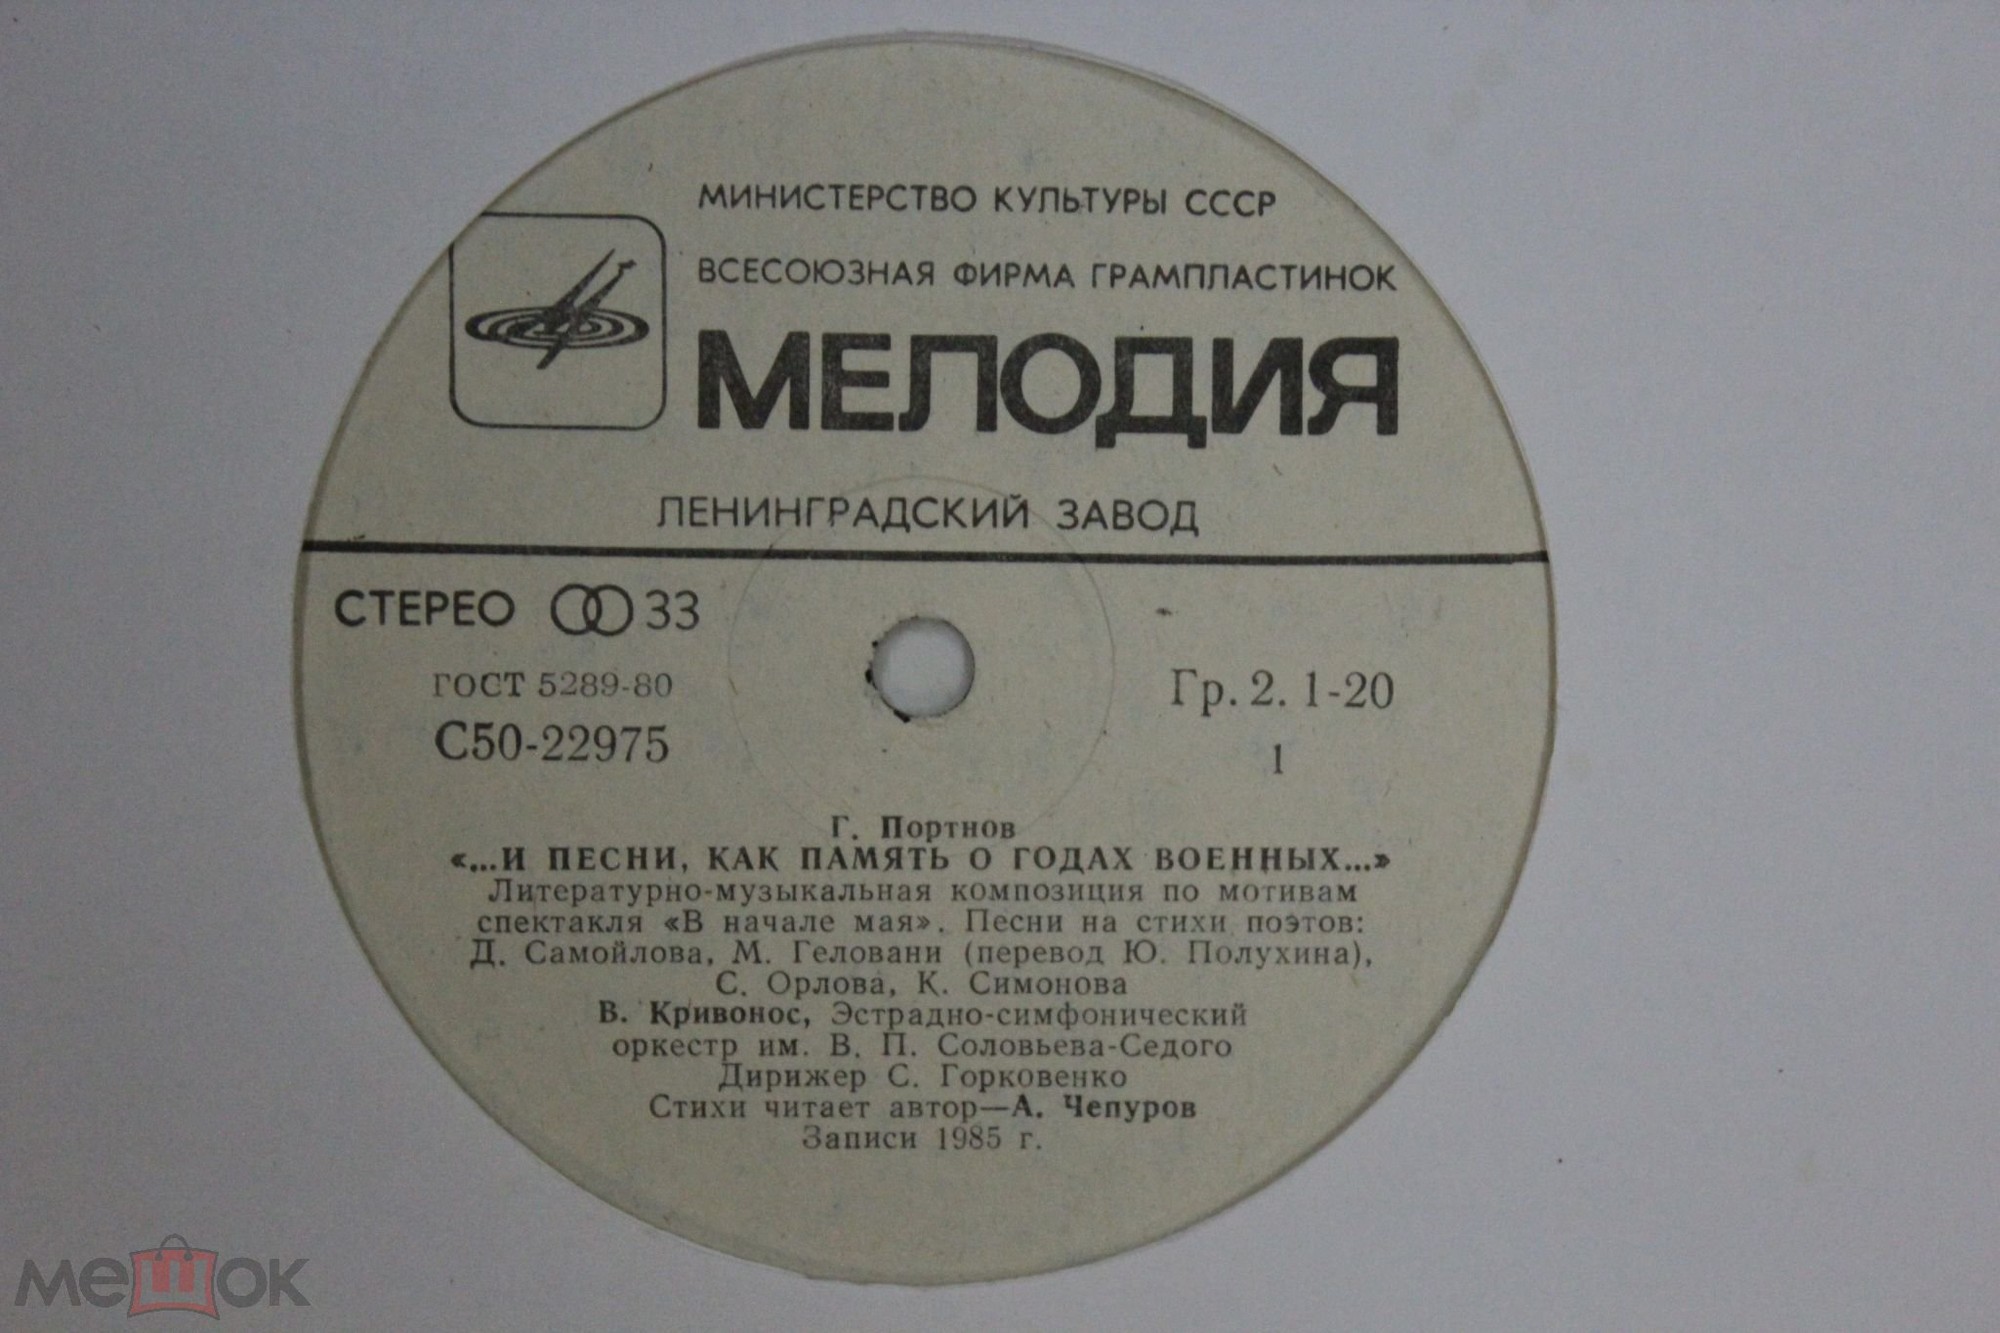 МИНИСТЕРСТВО КУЛЬТУРЫ СССР
ВСЕСОЮЗНАЯ ФИРМА ГРАМПЛАСТИНОК
МЕЛОДИЯ
ЛЕНИНГРАДСКИЙ ЗАВОД
СТЕРЕО 33
ГОСТ 5289-80
С50-22975
Гр. 2. 1-20
1
Г. Портнов
«...И ПЕСНИ, КАК ПАМЯТЬ О ГОДАХ ВОЕННЫХ...»
Литературно-музыкальная композиция по мотивам
спектакля «В начале мая». Песни на стихи поэтов:
Д. Самойлова, М. Геловани (перевод Ю. Полухина),
С. Орлова, К. Симонова
В. Кривонос, Эстрадно-симфонический
оркестр им. В. П. Соловьева-Седого
Дирижер С. Горковенко
Стихи читает автор—А. Чепуров
Записи 1985 г.
мешок